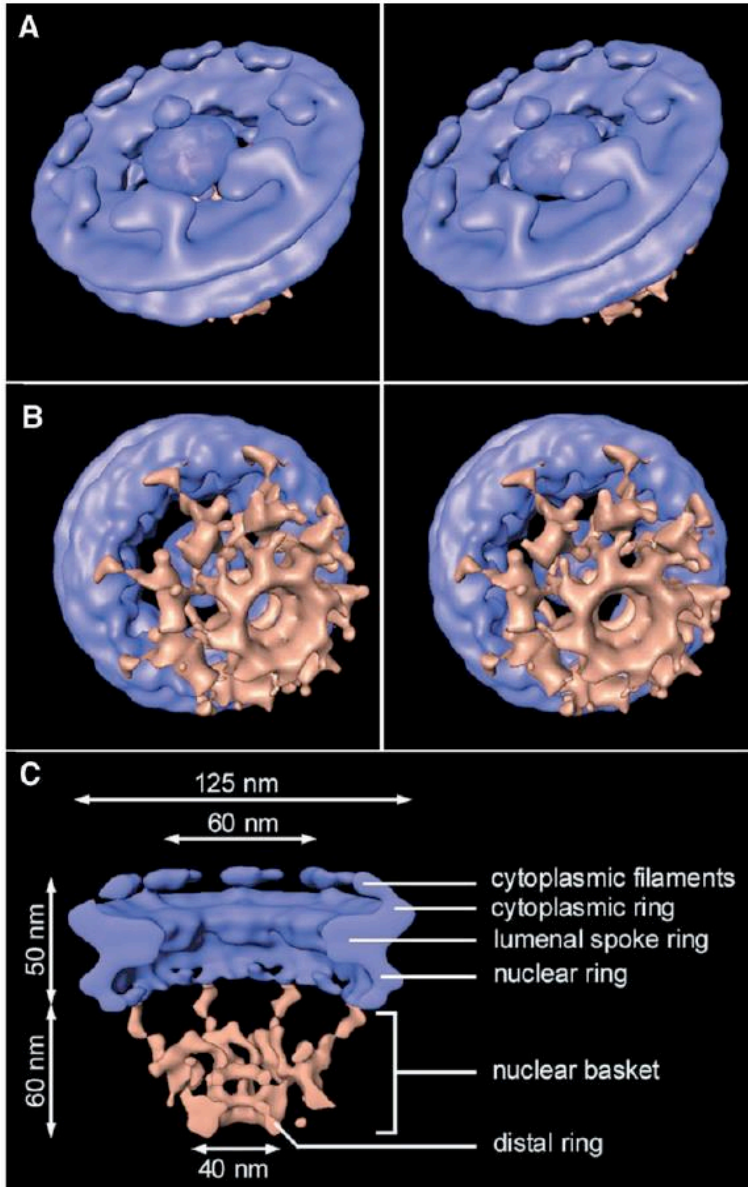 A
B
C
125 nm
60 nm
cytoplasmic filaments
cytoplasmic ring
50 nm
lumenal spoke ring
nuclear ring
60 nm
nuclear basket
distal ring
40 nm